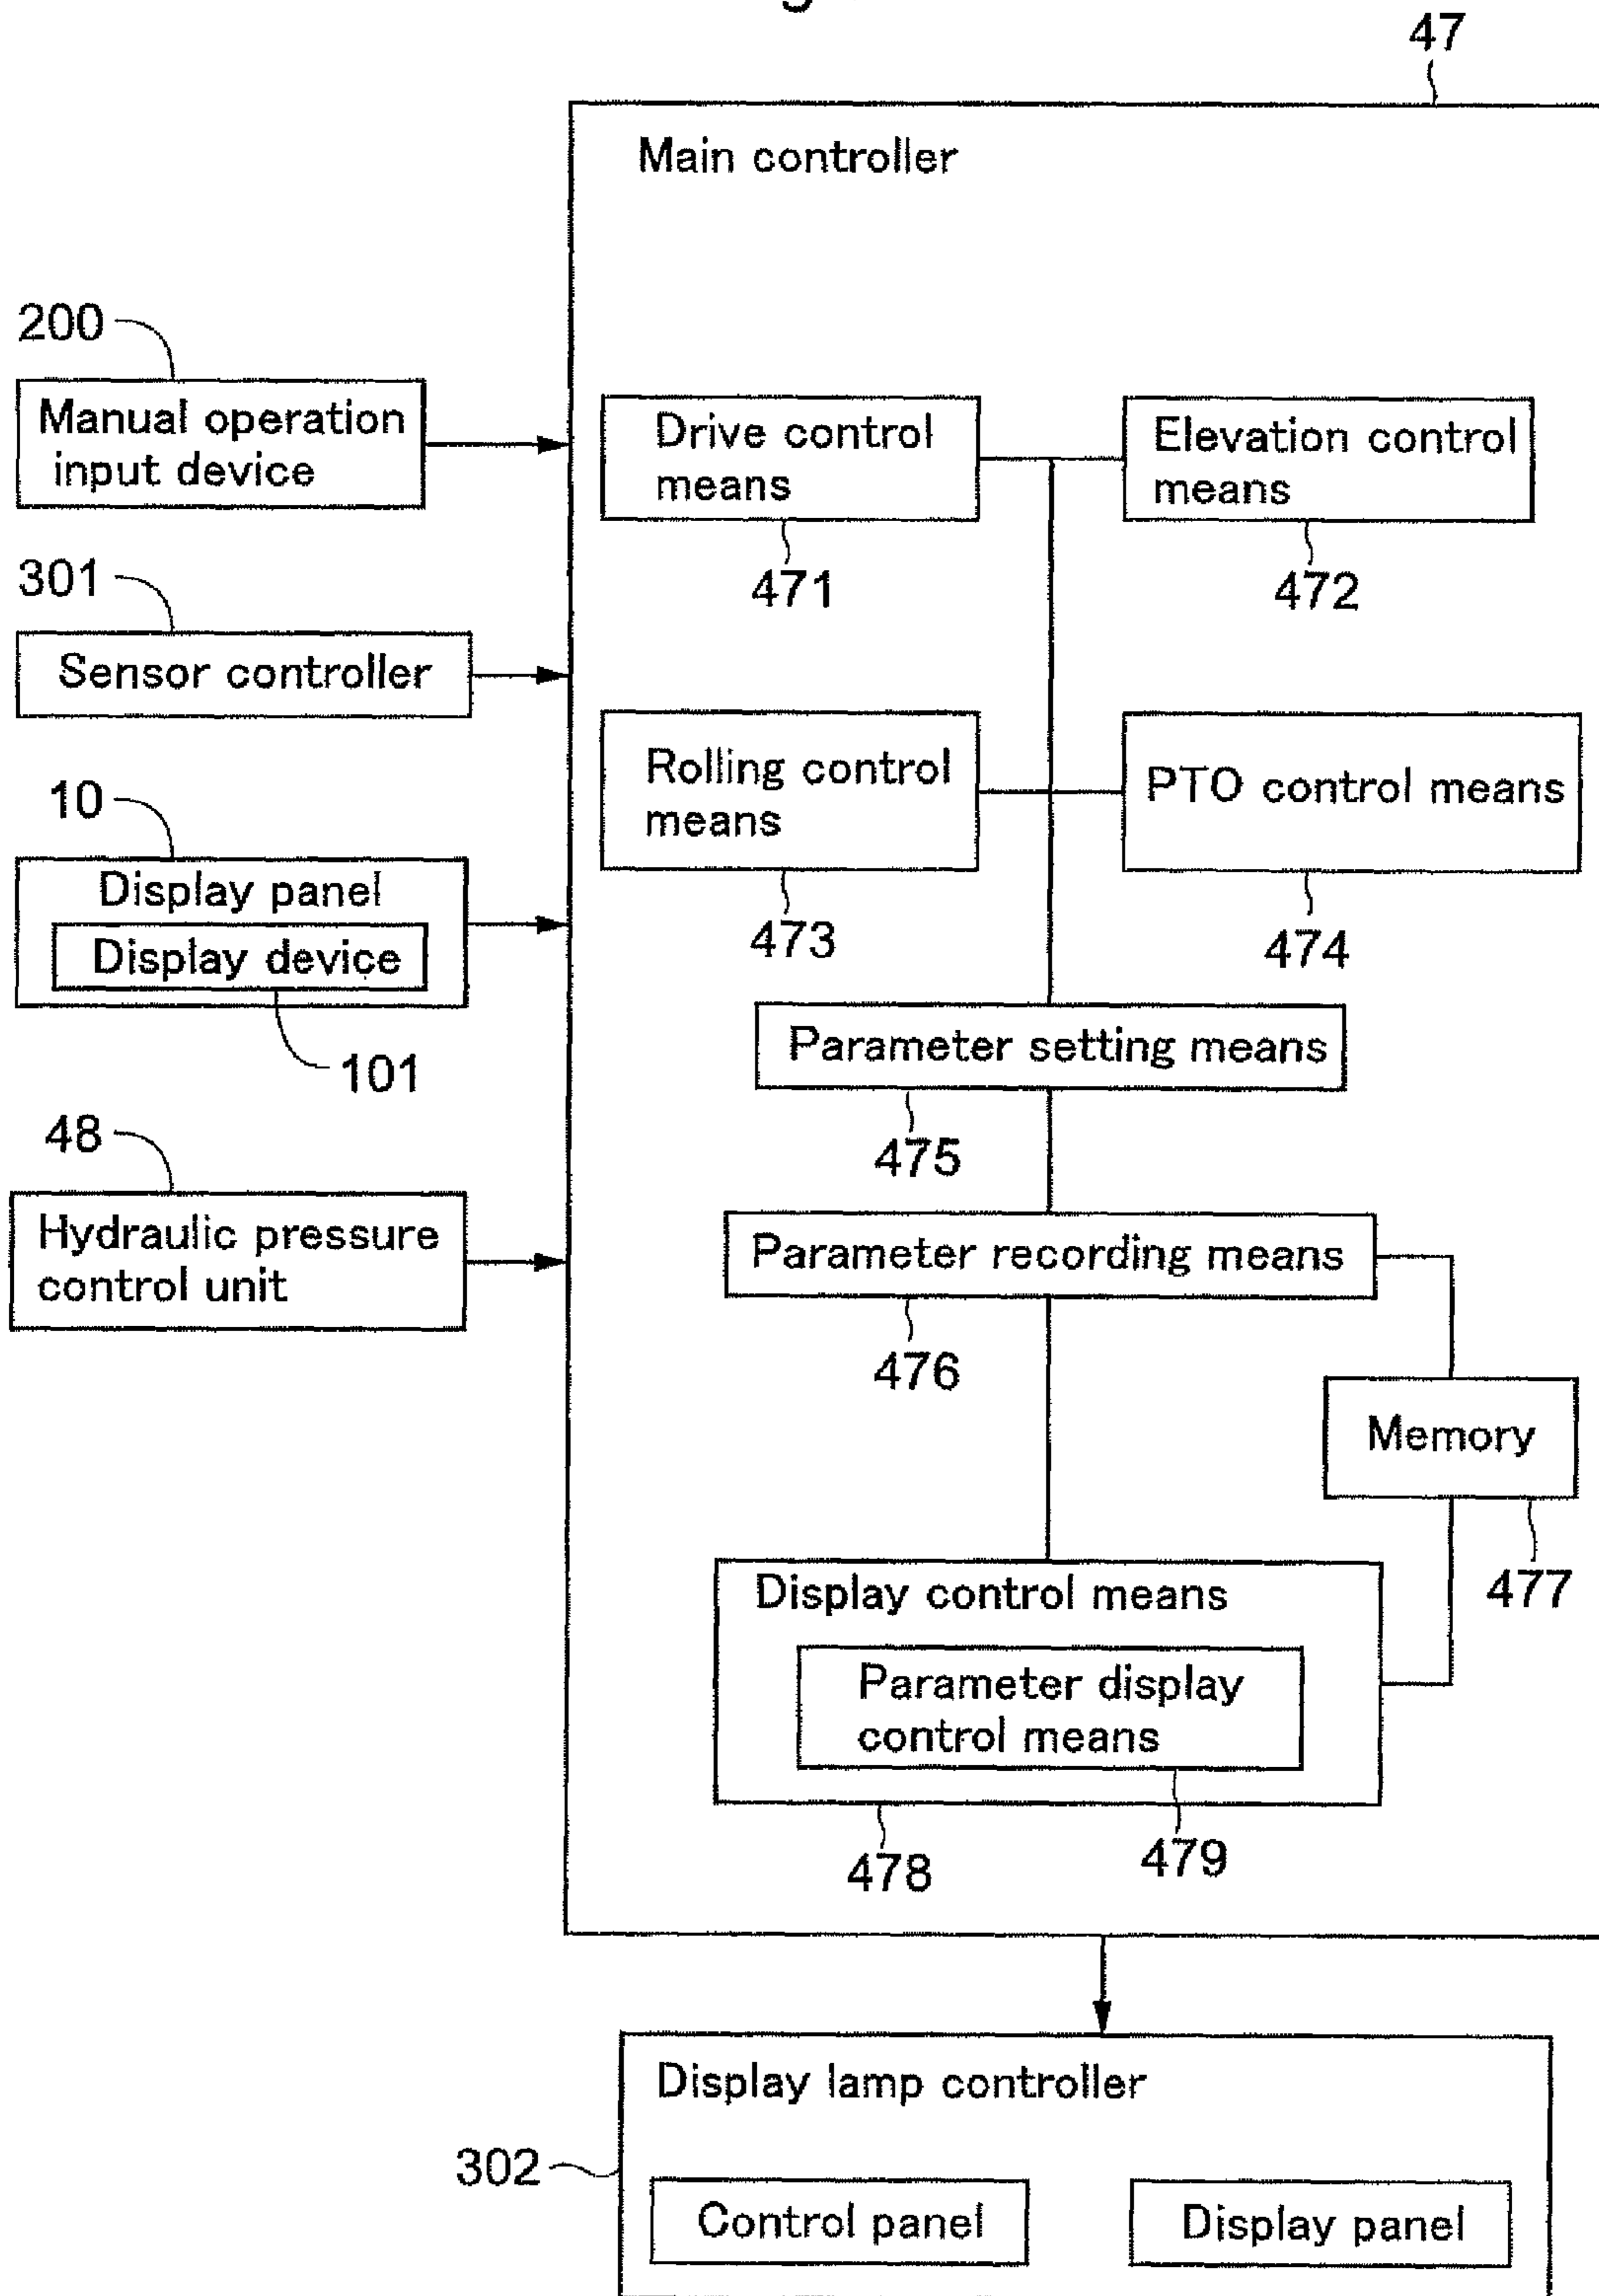 47
Main controller
200
Manual operation
input device
Drive control
means
471
Elevation control
means
472
301
Sensor controller
Rolling control
means
473
PTO control means
474
10
Display panel
Display device
101
Parameter setting means
475
48
Hydraulic pressure
control unit
Parameter recording means
476
Memory
477
Display control means
Parameter display
control means
478
479
Display lamp controller
302
Control panel
Display panel